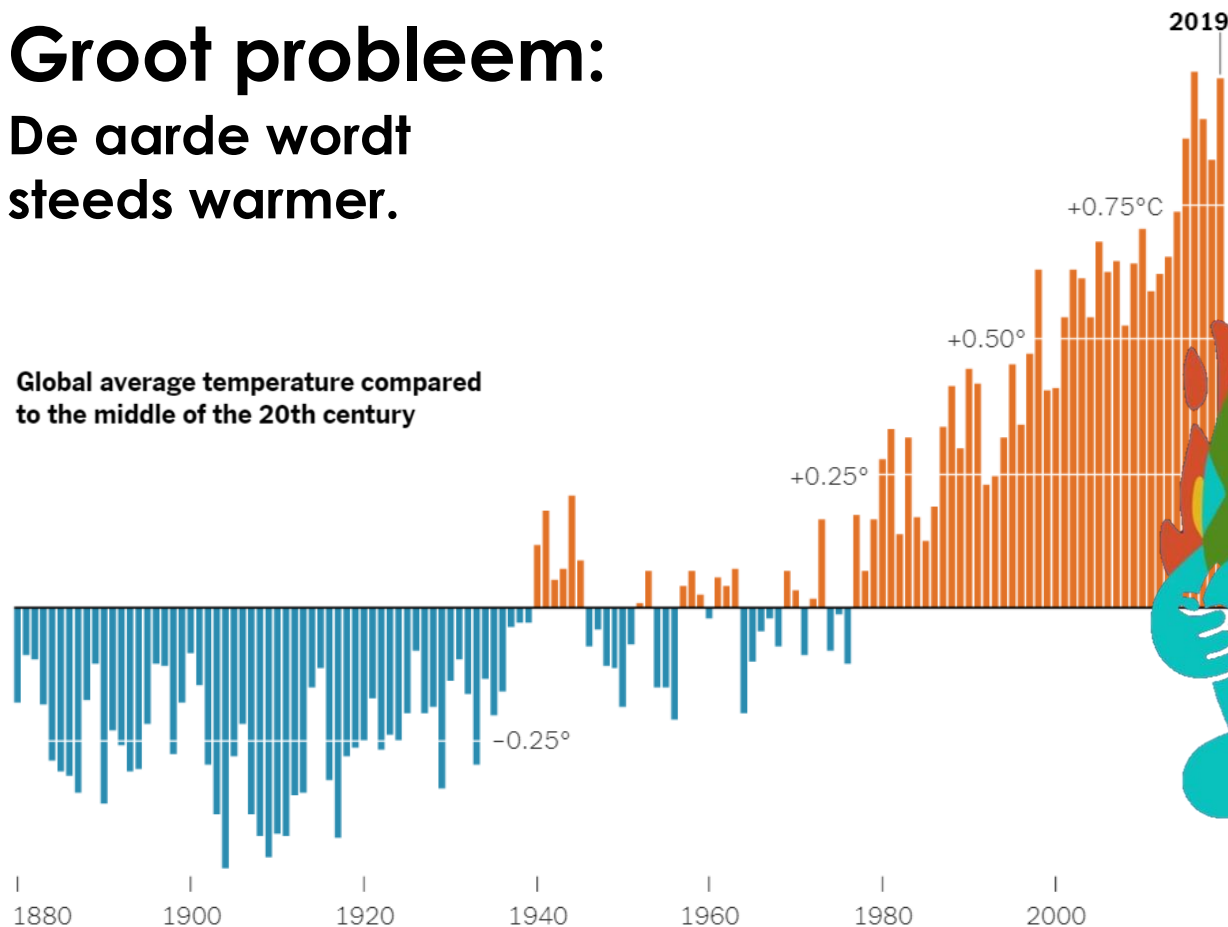 2019
Groot probleem:
De aarde wordt
steeds warmer.
+0.75°C
+0.50°
Global average temperature compared
to the middle of the 20th century
+0.25°
−0.25°
1880 1900 1920 1940 1960 1980 2000